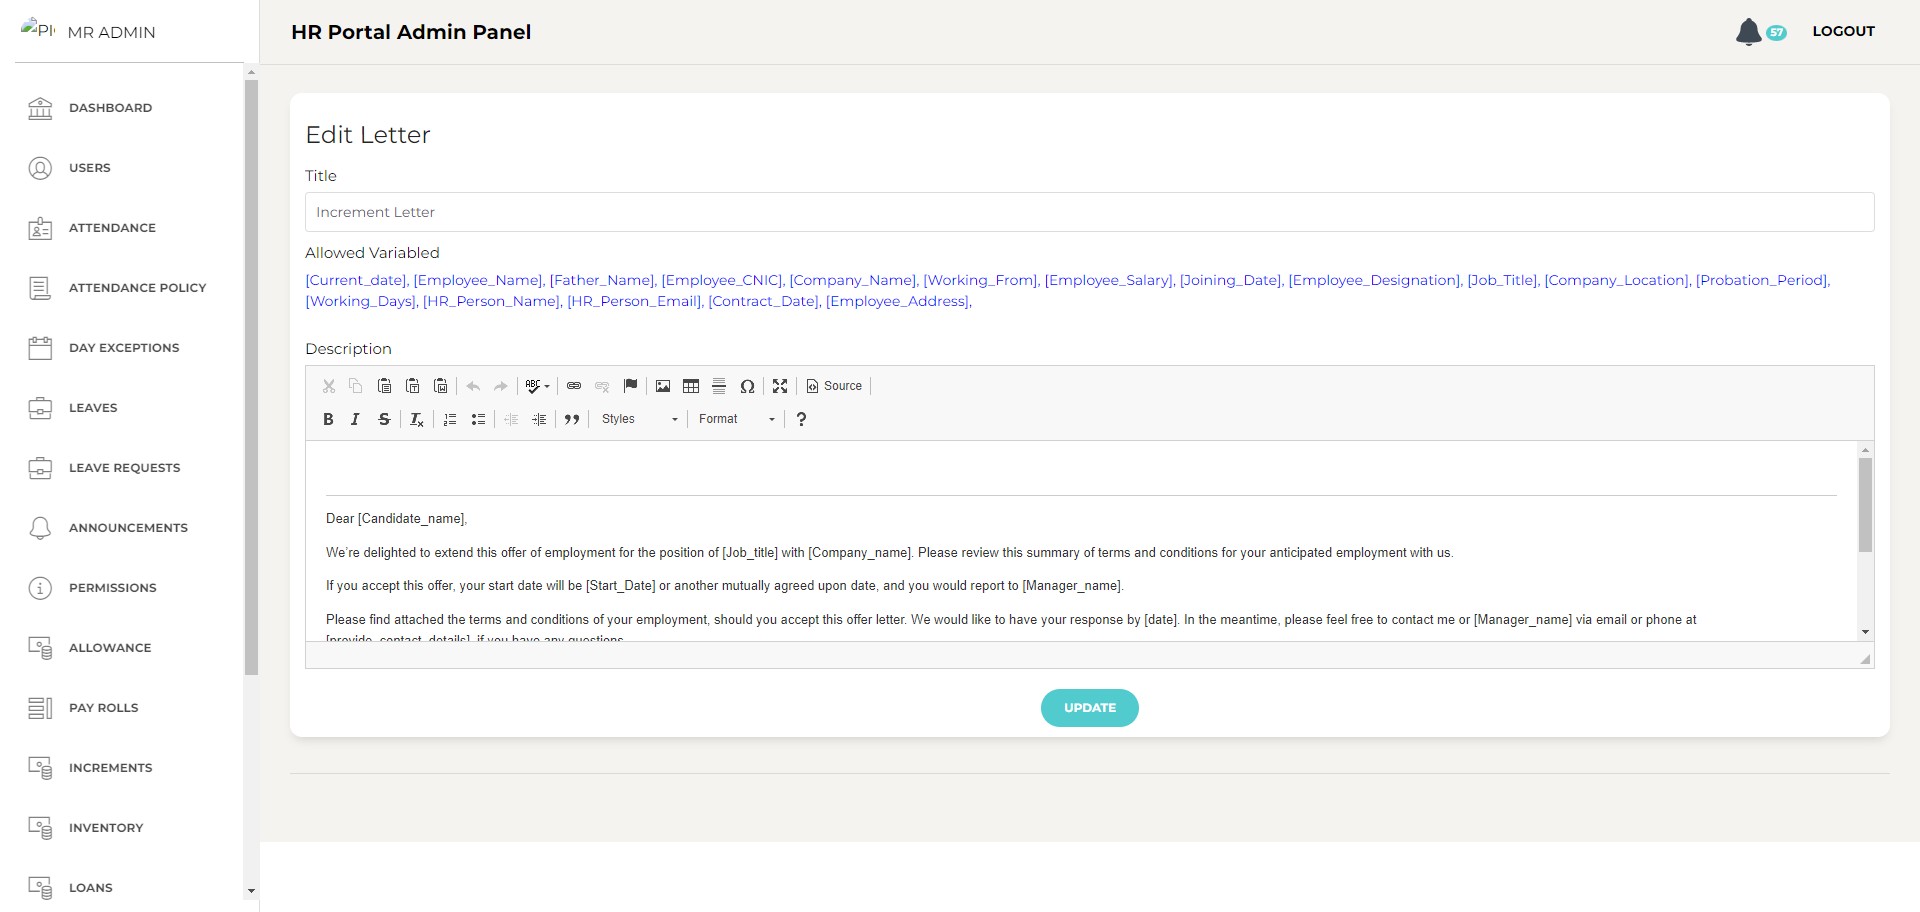 MR ADMIN
HR Portal Admin Panel
57
LOGOUT
DASHBOARD
USERS
ATTENDANCE
ATTENDANCE POLICY
DAY EXCEPTIONS
LEAVES
LEAVE REQUESTS
ANNOUNCEMENTS
PERMISSIONS
ALLOWANCE
PAY ROLLS
INCREMENTS
INVENTORY
LOANS
Edit Letter
Title
Increment Letter
Allowed Variabled
[Current_date], [Employee_Name], [Father_Name], [Employee_CNIC], [Company_Name], [Working_From], [Employee_Salary], [Joining_Date], [Employee_Designation], [Job_Title], [Company_Location], [Probation_Period],
[Working_Days], [HR_Person_Name], [HR_Person_Email], [Contract_Date], [Employee_Address],
Description
Source
Styles
Format
Dear [Candidate_name],
We're delighted to extend this offer of employment for the position of [Job_title] with [Company_name]. Please review this summary of terms and conditions for your anticipated employment with us.
If you accept this offer, your start date will be [Start_Date] or another mutually agreed upon date, and you would report to [Manager_name].
Please find attached the terms and conditions of your employment, should you accept this offer letter. We would like to have your response by [date]. In the meantime, please feel free to contact me or [Manager_name] via email or phone at
[provide_contact_details], if you have any questions.
UPDATE